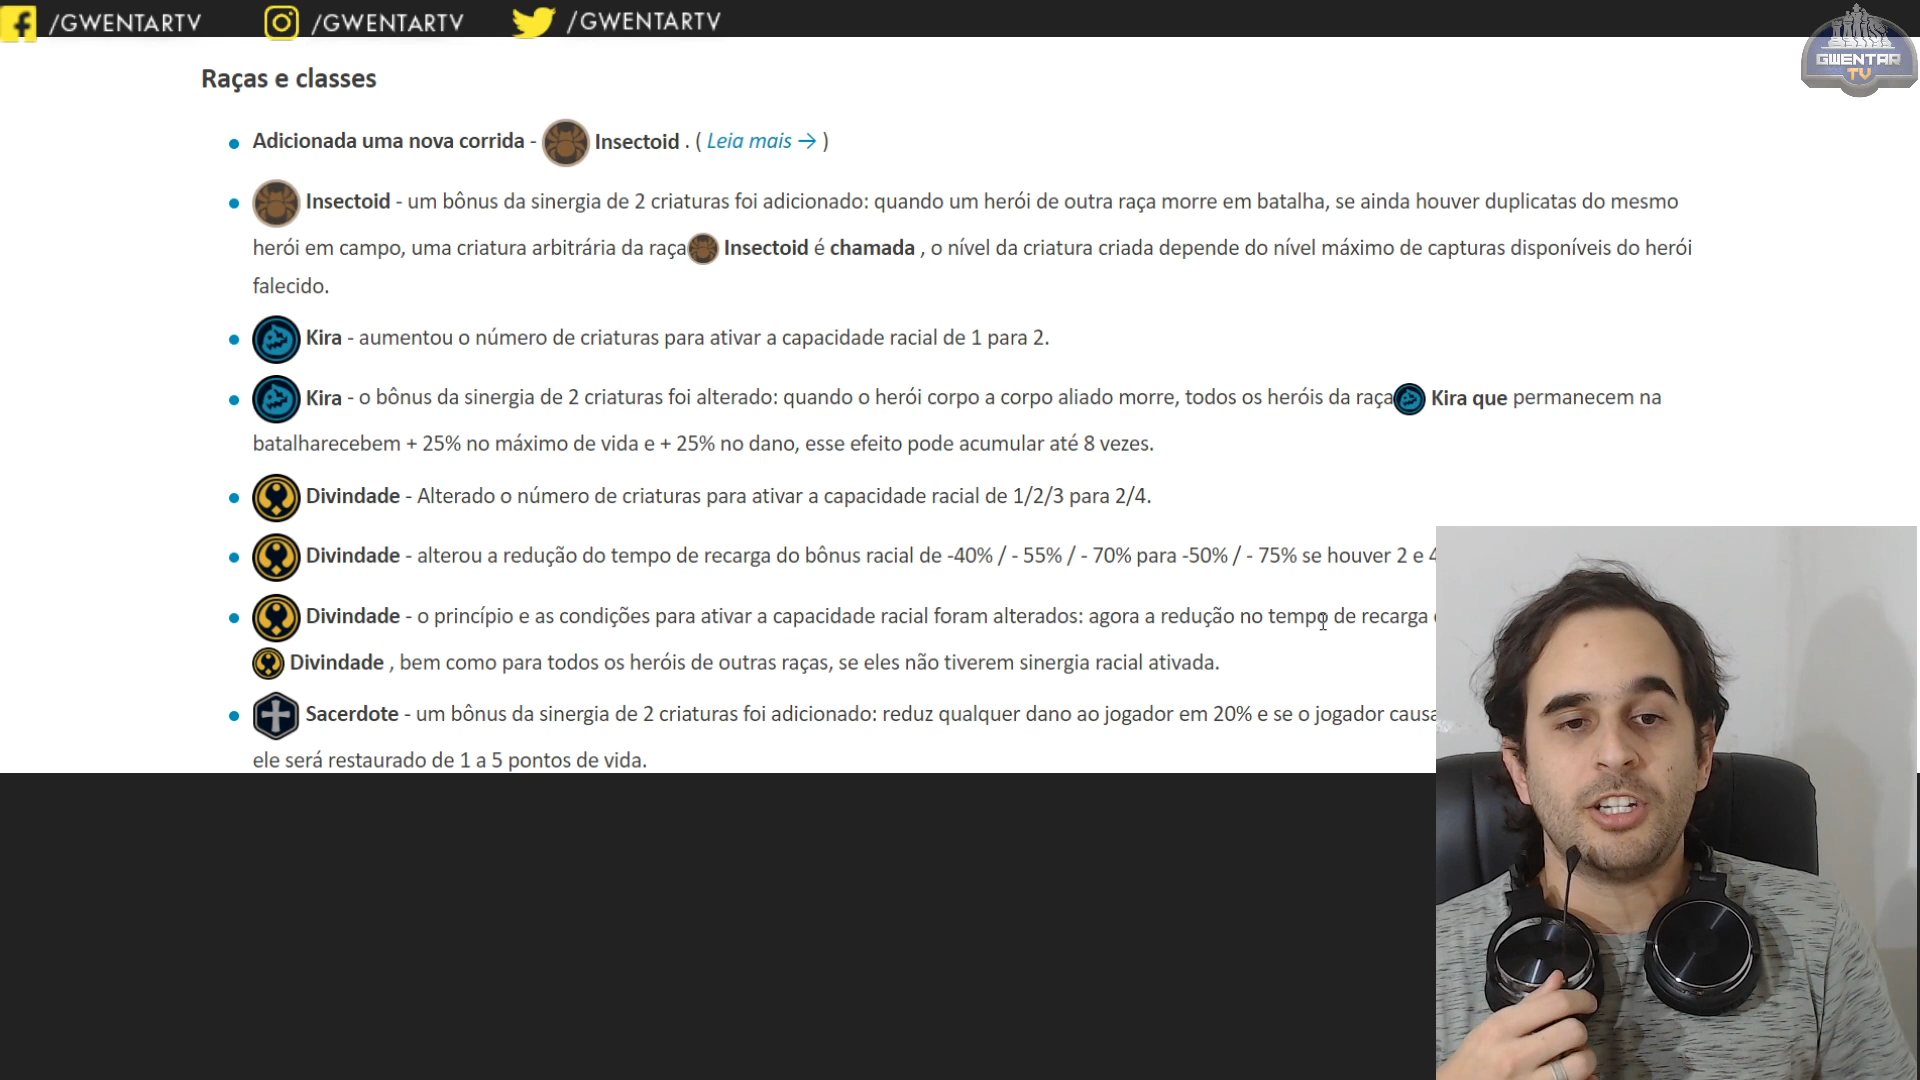 /GWENTARTV /GWENTARTV /GWENTARTV
GWENTAR
TV
Raças e classes
Adicionada uma nova corrida - Insectoid . ( Leia mais → )
Insectoid - um bônus da sinergia de 2 criaturas foi adicionado: quando um herói de outra raça morre em batalha, se ainda houver duplicatas do mesmo
herói em campo, uma criatura arbitrária da raça Insectoid é chamada , o nível da criatura criada depende do nível máximo de capturas disponíveis do herói
falecido.
Kira - aumentou o número de criaturas para ativar a capacidade racial de 1 para 2.
Kira - o bônus da sinergia de 2 criaturas foi alterado: quando o herói corpo a corpo aliado morre, todos os heróis da raça Kira que permanecem na
batalharecebem + 25% no máximo de vida e + 25% no dano, esse efeito pode acumular até 8 vezes.
Divindade - Alterado o número de criaturas para ativar a capacidade racial de 1/2/3 para 2/4.
Divindade - alterou a redução do tempo de recarga do bônus racial de -40% / - 55% / - 70% para -50% / - 75% se houver 2 e 4
Divindade - o princípio e as condições para ativar a capacidade racial foram alterados: agora a redução no tempo de recarga
Divindade , bem como para todos os heróis de outras raças, se eles não tiverem sinergia racial ativada.
Sacerdote - um bônus da sinergia de 2 criaturas foi adicionado: reduz qualquer dano ao jogador em 20% e se o jogador causa
ele será restaurado de 1 a 5 pontos de vida.